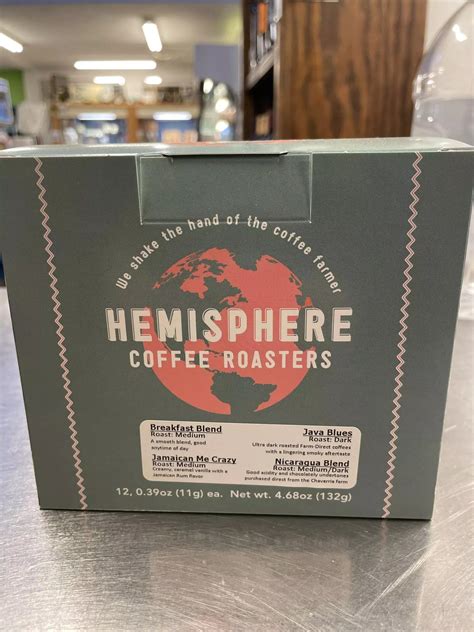 We shake the hand of the coffee farmer
HEMISPHERE
COFFEE ROASTERS
Breakfast Blend
Roast: Medium
A smooth blend, good
anytime of day
Jamaican Me Crazy
Roast: Medium
Creamy, caramel vanilla with a
Jamaican Rum flavor
Java Blues
Roast: Dark
Ultra dark roasted Farm-Direct coffees
with a lingering smoky aftertaste
Nicaragua Blend
Roast: Medium/Dark
Good acidity and chocolately undertones
purchased direct from the Chaverria farm
12, 0.39oz (11g) ea. Net wt. 4.68oz (132g)